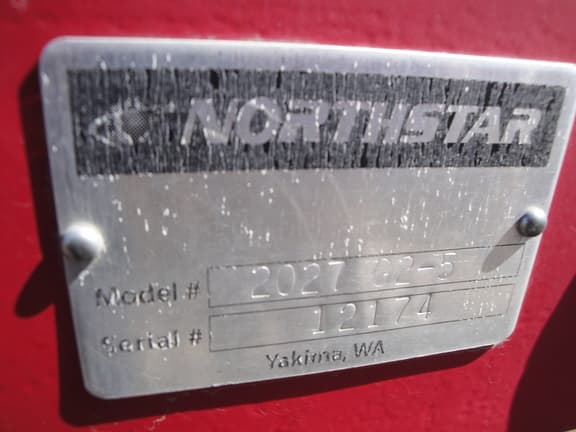 NORTHSTAR
Model # 2027 G2-5
Serial # 12174
Yakima, WA